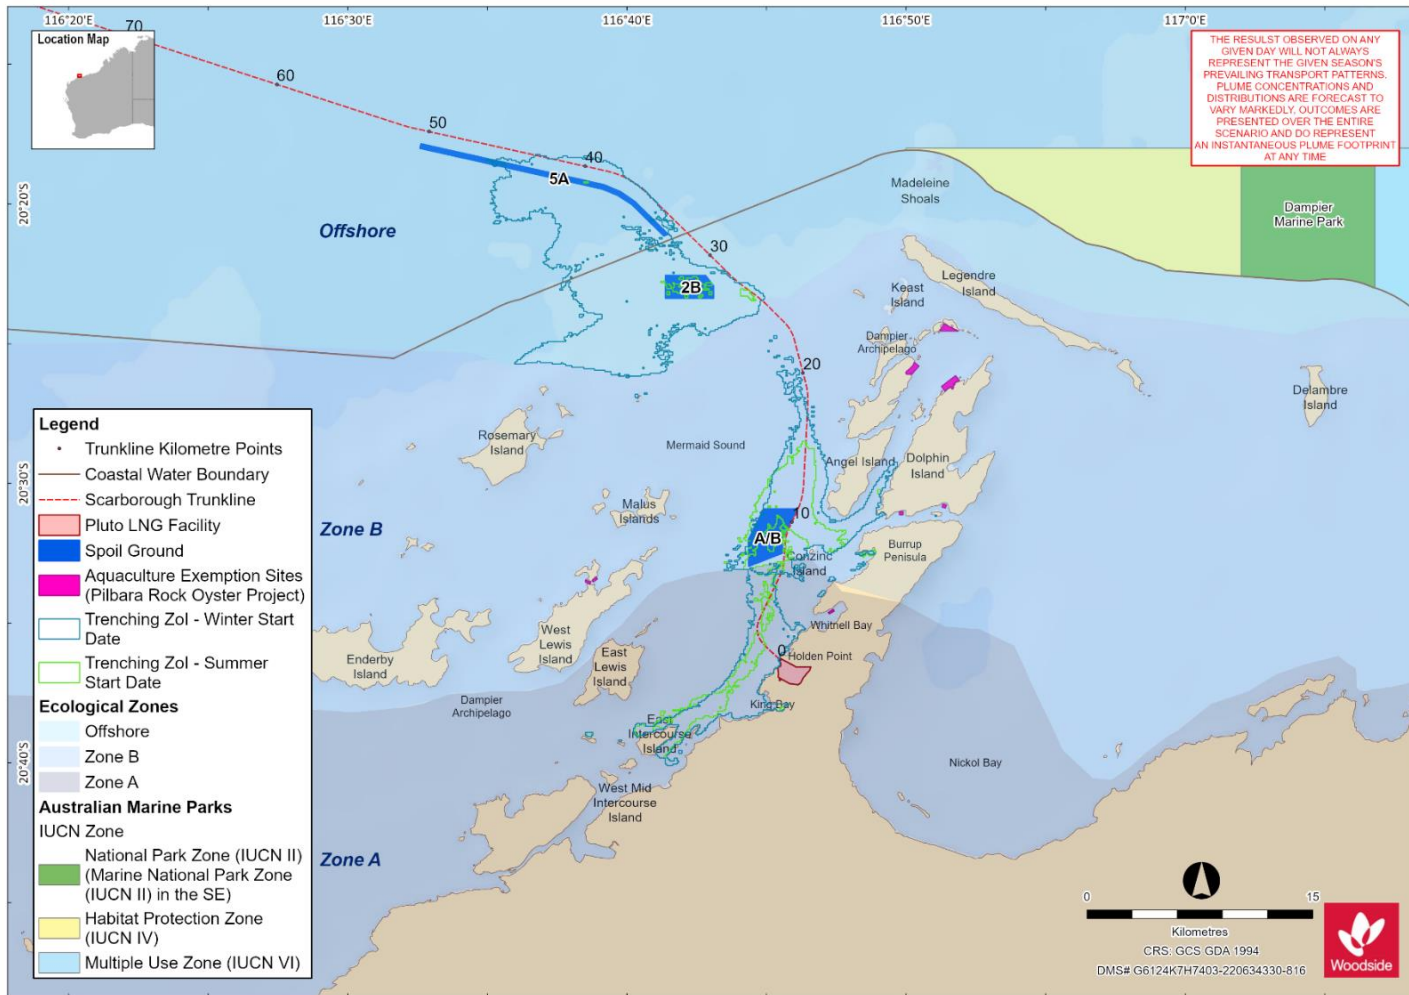 116°20'E
116°30'E
116°40'E
116°50'E
117°0'E
Location Map
70
60
50
40
30
20
10
0
THE RESULST OBSERVED ON ANY
GIVEN DAY WILL NOT ALWAYS
REPRESENT THE GIVEN SEASON'S
PREVAILING TRANSPORT PATTERNS.
PLUME CONCENTRATIONS AND
DISTRIBUTIONS ARE FORECAST TO
VARY MARKEDLY. OUTCOMES ARE
PRESENTED OVER THE ENTIRE
SCENARIO AND DO REPRESENT
AN INSTANTANEOUS PLUME FOOTPRINT
AT ANY TIME
20°20'S
20°30'S
20°40'S
5A
2B
A/B
Offshore
Zone B
Zone A
Madeleine
Shoals
Dampier
Marine Park
Legendre
Island
Keast
Island
Dampier
Archipelago
Delambre
Island
Rosemary
Island
Mermaid Sound
Angel Island
Dolphin
Island
Malus
Islands
Conzinc
Island
Burrup
Penisula
Whitnell Bay
Holden Point
West
Lewis
Island
East
Lewis
Island
Enderby
Island
Dampier
Archipelago
King Bay
East
Intercourse
Island
West Mid
Intercourse
Island
Nickol Bay
Legend
Trunkline Kilometre Points
Coastal Water Boundary
Scarborough Trunkline
Pluto LNG Facility
Spoil Ground
Aquaculture Exemption Sites
(Pilbara Rock Oyster Project)
Trenching ZoI - Winter Start
Date
Trenching ZoI - Summer
Start Date
Ecological Zones
Offshore
Zone B
Zone A
Australian Marine Parks
IUCN Zone
National Park Zone (IUCN II)
(Marine National Park Zone
(IUCN II) in the SE)
Habitat Protection Zone
(IUCN IV)
Multiple Use Zone (IUCN VI)
0
15
Kilometres
CRS: GCS GDA 1994
DMS# G6124K7H7403-220634330-816
Woodside